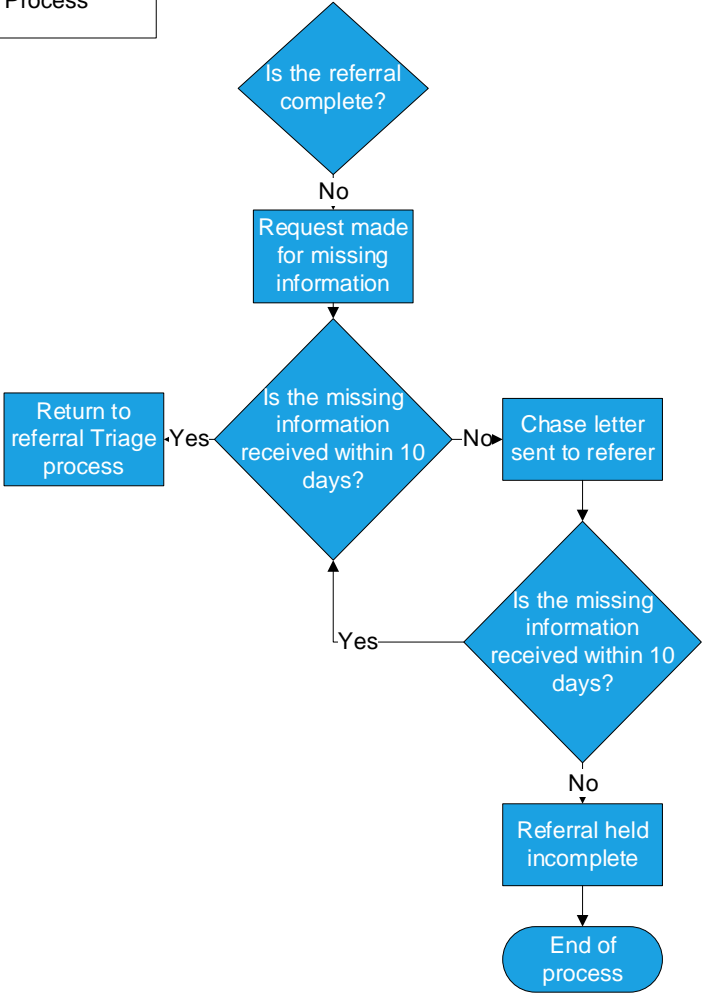 Process
Is the referral
complete?
No
Request made
for missing
information
Is the missing
information
received within 10
days?
Yes
Return to
referral Triage
process
No
Chase letter
sent to referer
Is the missing
information
received within 10
days?
Yes
No
Referral held
incomplete
End of
process